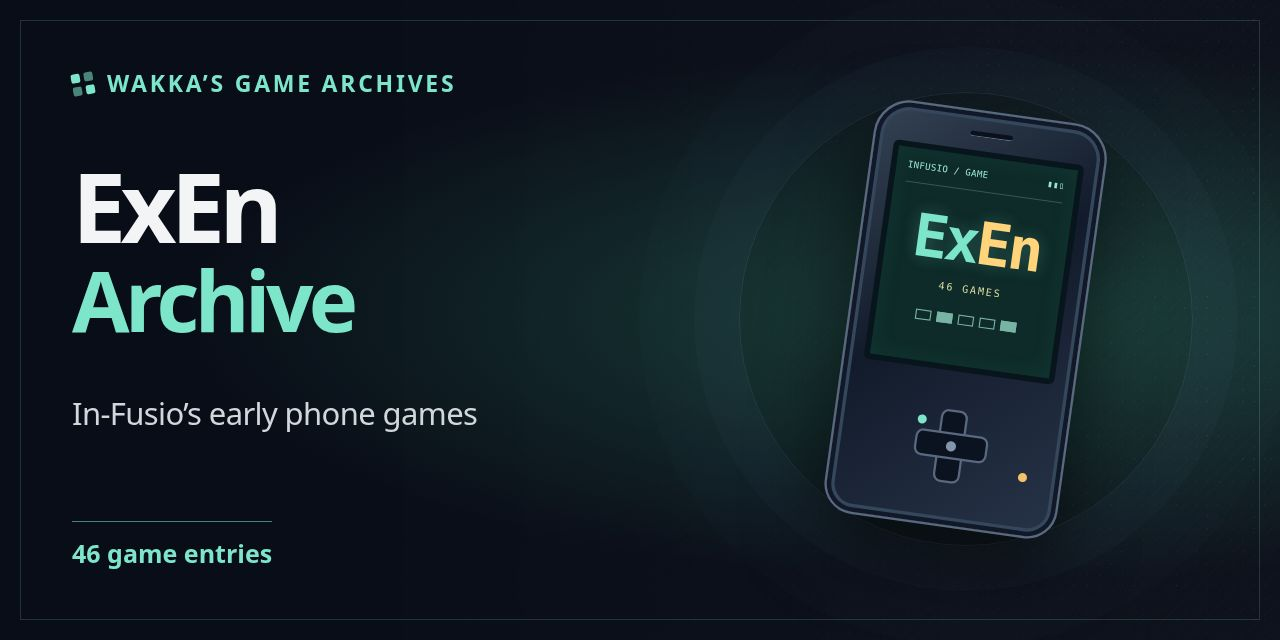 WAKKA’S GAME ARCHIVES
ExEn
Archive
In-Fusio’s early phone games
46 game entries
INFUSIO / GAME
ExEn
46 GAMES